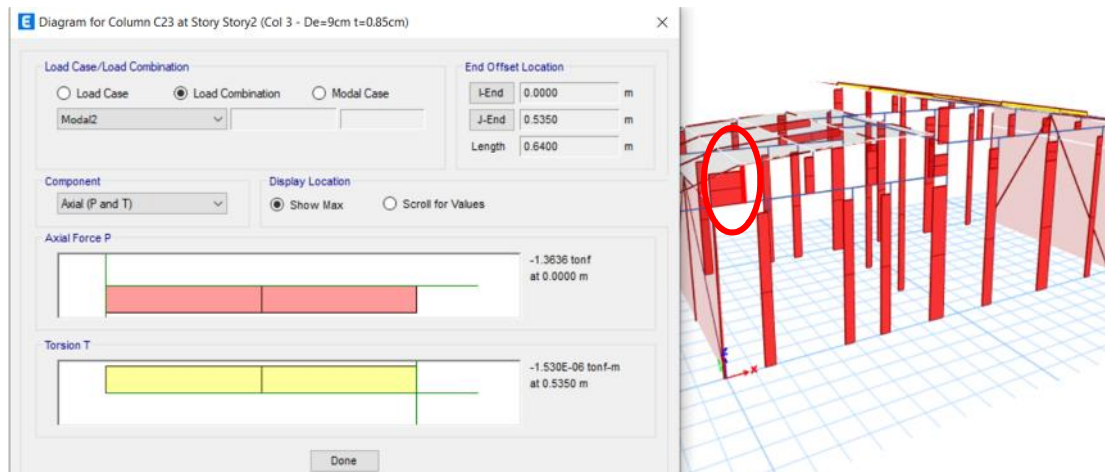 Diagram for Column C23 at Story Story2 (Col 3 - De=9cm t=0.85cm)
Load Case/Load Combination
Load Case
Load Combination
Modal Case
Modal2
End Offset Location
I-End
0.0000
m
J-End
0.5350
m
Length
0.6400
m
Component
Axial (P and T)
Display Location
Show Max
Scroll for Values
Axial Force P
-1.3636 tonf
at 0.0000 m
Torsion T
-1.530E-06 tonf-m
at 0.5350 m
Done
X